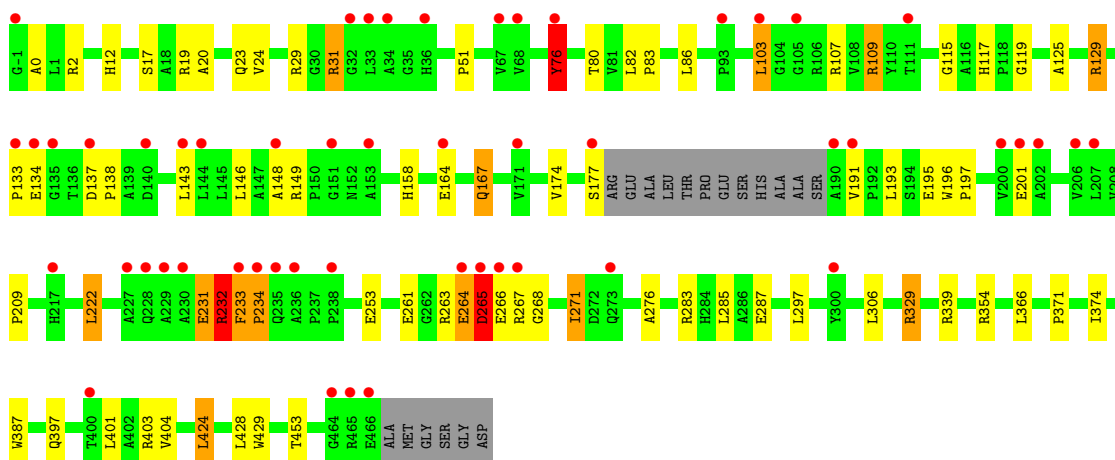 G-1 A0 L1 R2 H12 S17 A18 R19 A20 Q23 V24 R29 G30 R31 G32 L33 A34 G35 H36 P51 V67 V68 Y76 T80 V81 L82 P83 L86 P93 L103 G104 G105 R106 R107 V108 R109 Y110 T111 G115 A116 H117 P118 G119 A125 R129
P133 E134 G135 T136 D137 P138 A139 D140 L143 L144 L145 L146 A147 A148 R149 P150 G151 N152 A153 H158 E164 Q167 V171 V174 S177 ARG GLU ALA LEU THR PRO GLU SER HIS ALA ALA SER A190 V191 P192 L193 S194 E195 W196 P197 V200 E201 A202 V206 L207
P209 H217 L222 A227 Q228 A229 A230 E231 R232 F233 P234 Q235 A236 P237 P238 E253 E261 G262 R263 E264 D265 E266 R267 G268 I271 D272 Q273 A276 R283 H284 L285 A286 E287 L297 Y300 L306 R329 R339 R354 L366 P371 I374
W387 Q397 T400 L401 A402 R403 V404 L424 L428 W429 T453 G464 R465 E466 ALA MET GLY SER GLY ASP